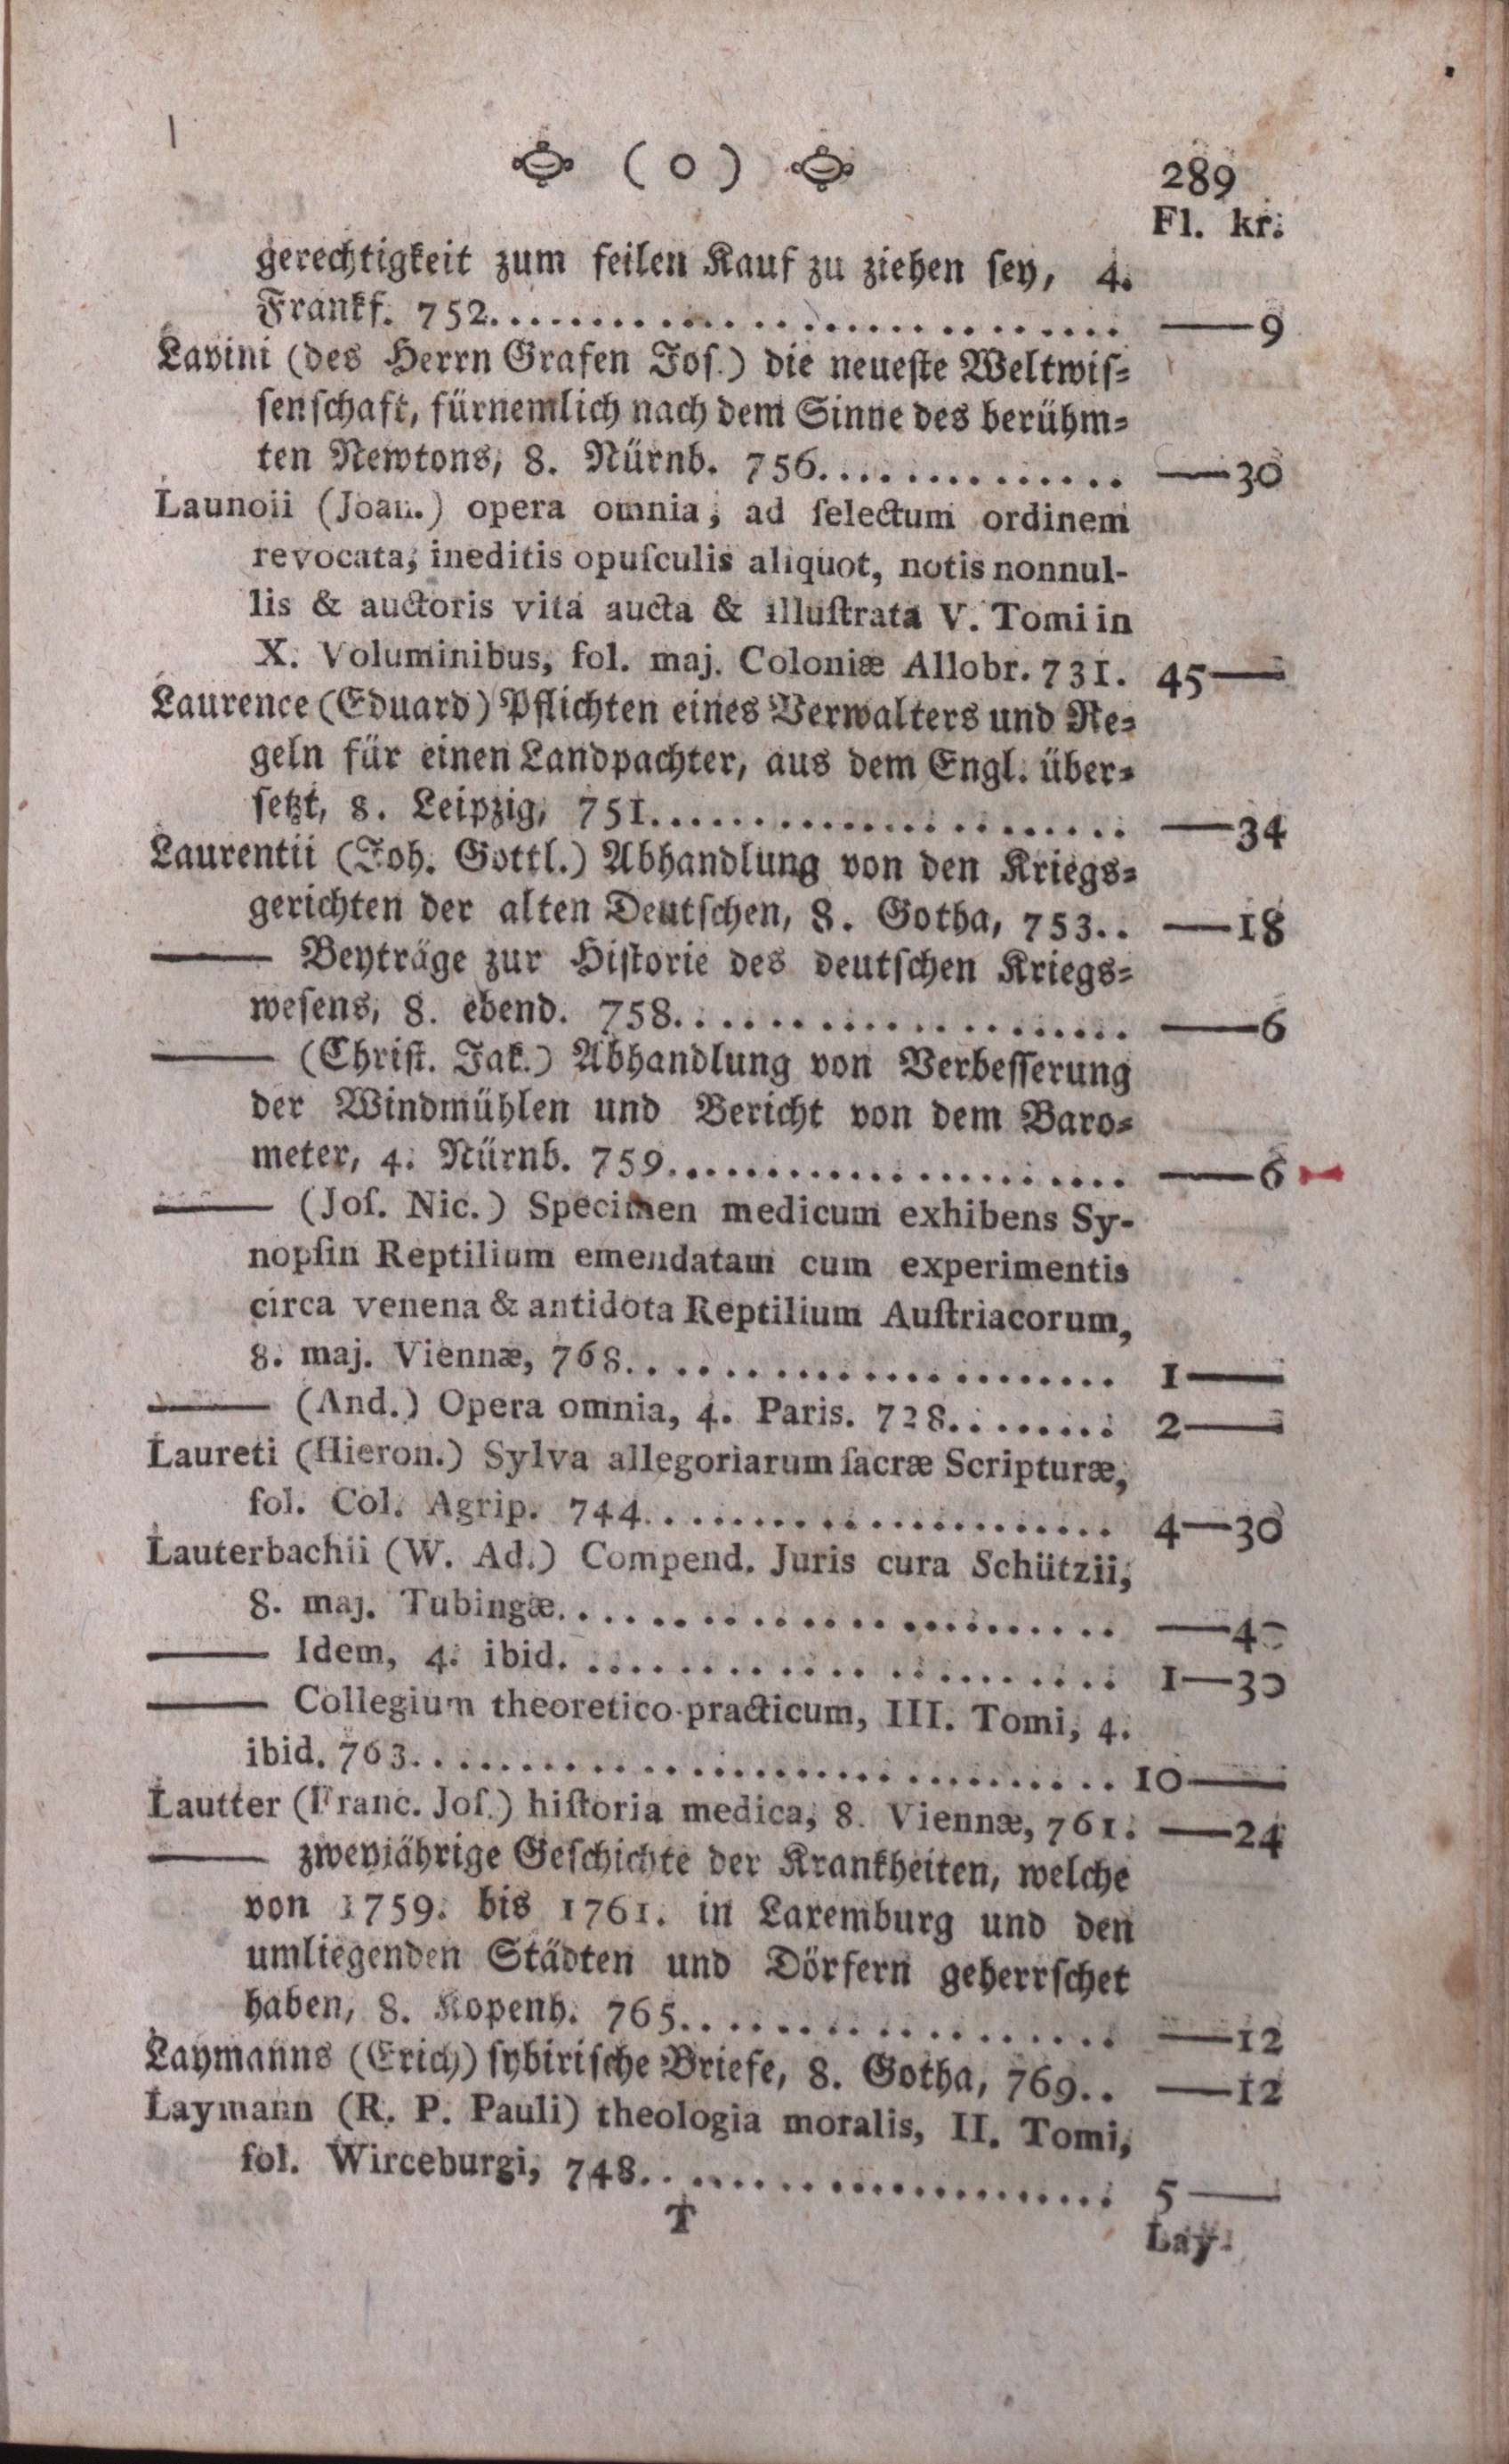 ( o )
289
Fl. kr.
gerechtigkeit zum feilen Kauf zu ziehen sey, 4.
Frankf. 752. — 9
Lavini (des Herrn Grafen Jos.) die neueste Weltwis=
senschaft, fürnemlich nach dem Sinne des berühm=
ten Newtons, 8. Nürnb. 756. — 30
Launoii (Joan.) opera omnia, ad ſelectum ordinem
revocata, ineditis opuſculis aliquot, notis nonnul-
lis & auctoris vita aucta & illuſtrata V. Tomi in
X. Voluminibus, fol. maj. Coloniæ Allobr. 731. 45 —
Laurence (Eduard) Pflichten eines Verwalters und Re=
geln für einen Landpachter, aus dem Engl. über=
ſetzt, 8. Leipzig, 751. — 34
Laurentii (Joh. Gottl.) Abhandlung von den Kriegs=
gerichten der alten Deutſchen, 8. Gotha, 753.. — 18
—— Beyträge zur Hiſtorie des deutſchen Kriegs=
weſens, 8. ebend. 758. — 6
—— (Chriſt. Jak.) Abhandlung von Verbeſſerung
der Windmühlen und Bericht von dem Baro=
meter, 4. Nürnb. 759. — 6
—— (Joſ. Nic.) Specimen medicum exhibens Sy-
nopſin Reptilium emendatam cum experimentis
circa venena & antidota Reptilium Auſtriacorum,
8. maj. Viennæ, 768. 1 —
—— (And.) Opera omnia, 4. Paris. 728. 2 —
Laureti (Hieron.) Sylva allegoriarum ſacræ Scripturæ,
fol. Col. Agrip. 744. 4 — 30
Lauterbachii (W. Ad.) Compend. Juris cura Schützii,
8. maj. Tubingæ. — 40
—— Idem, 4. ibid. 1 — 30
—— Collegium theoretico-practicum, III. Tomi, 4.
ibid. 763. 10 —
Lautter (Franc. Joſ.) hiſtoria medica, 8. Viennæ, 761. — 24
—— zweyjährige Geſchichte der Krankheiten, welche
von 1759. bis 1761. in Laxemburg und den
umliegenden Städten und Dörfern geherrſchet
haben, 8. Kopenh. 765. — 12
Laymanns (Erich) ſybiriſche Briefe, 8. Gotha, 769.. — 12
Laymann (R. P. Pauli) theologia moralis, II. Tomi,
fol. Wirceburgi, 748. 5 —
T
Lay-